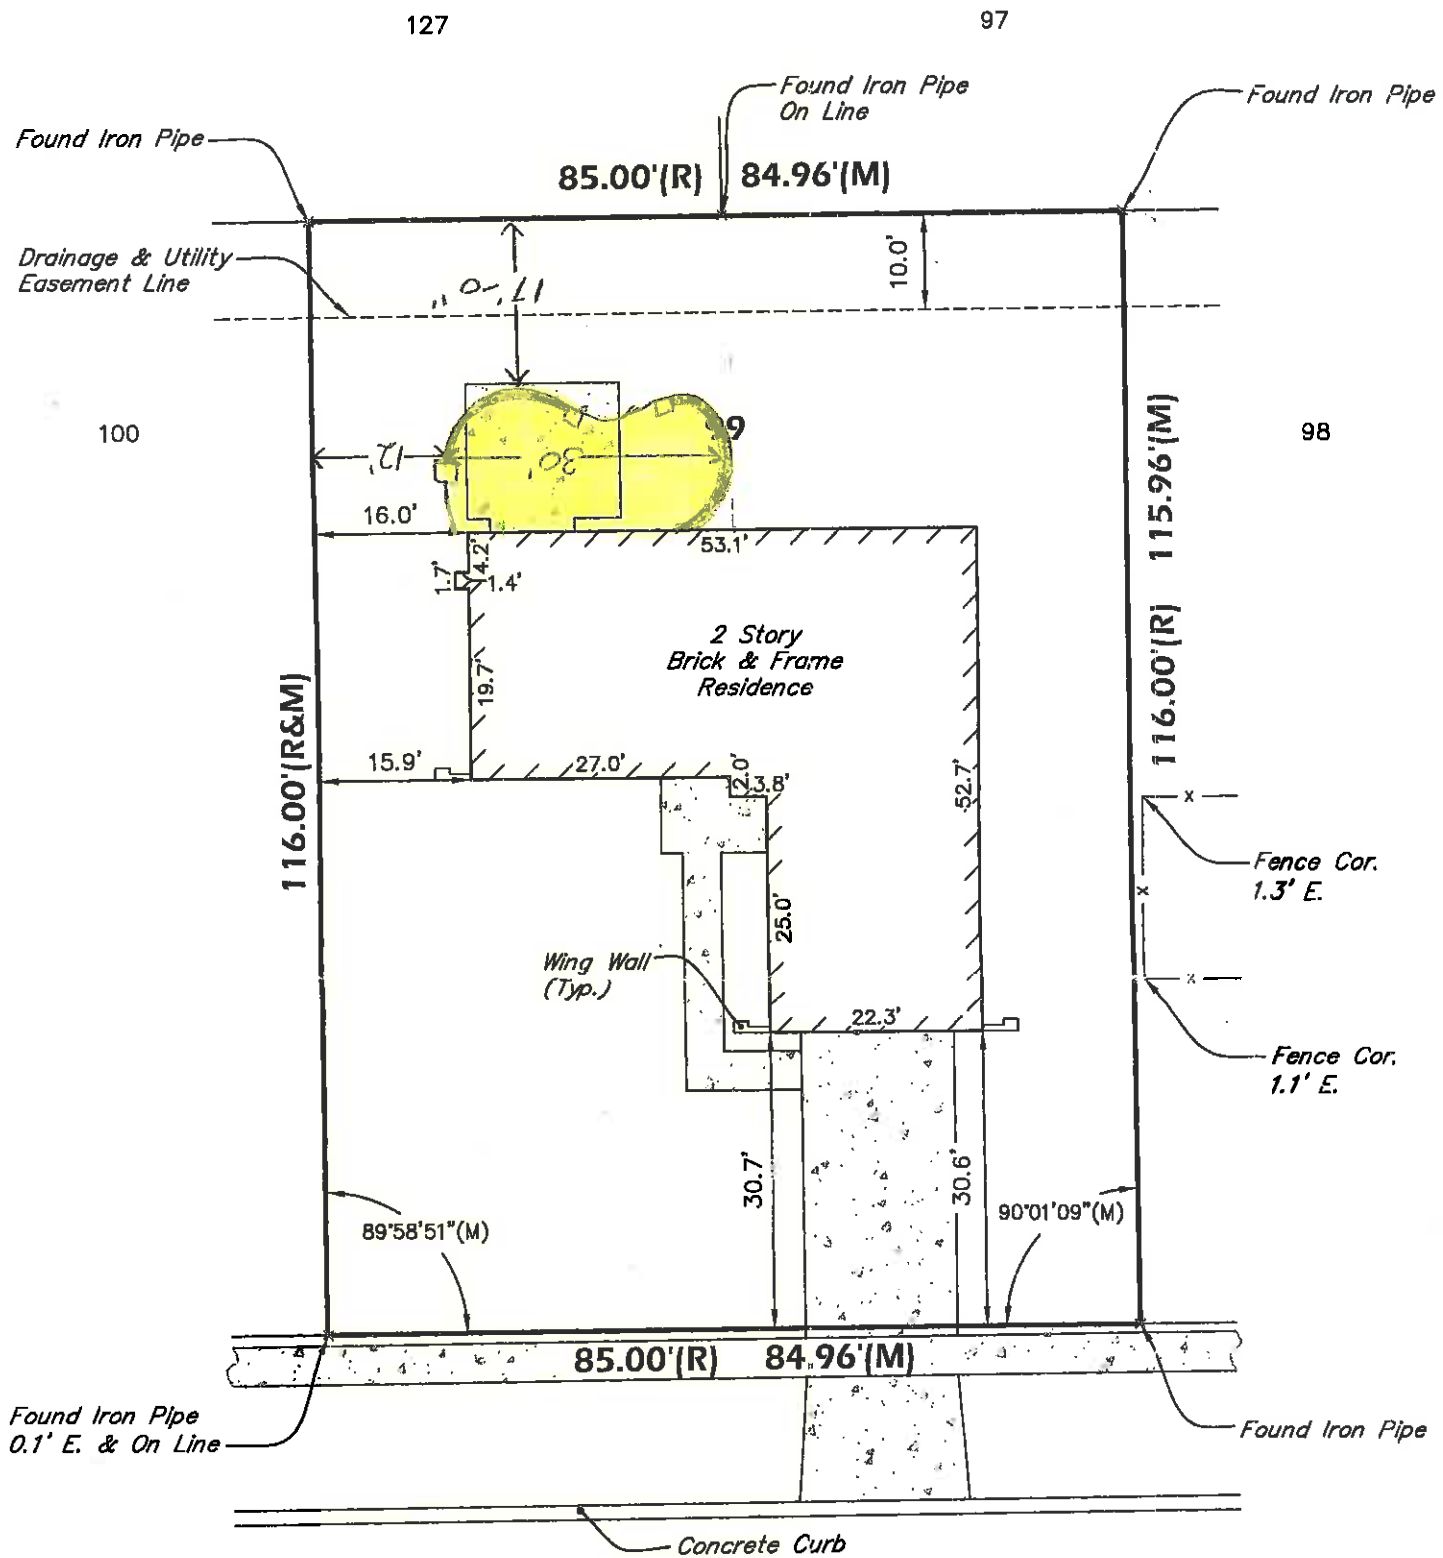 127
97
Found Iron Pipe
On Line
Found Iron Pipe
Found Iron Pipe
85.00'(R) 84.96'(M)
Drainage & Utility
Easement Line
17'-0"
10.0'
100
99
98
12'
30'
115.96'(M)
116.00'(R)
16.0'
53.1'
4.2'
1.7'
1.4'
2 Story
Brick & Frame
Residence
19.7'
116.00'(R&M)
15.9'
27.0'
2.0'
3.8'
52.7'
Fence Cor.
1.3' E.
x
x
x
25.0'
Wing Wall
(Typ.)
22.3'
Fence Cor.
1.1' E.
30.7'
30.6'
89°58'51"(M)
90°01'09"(M)
85.00'(R) 84.96'(M)
Found Iron Pipe
0.1' E. & On Line
Found Iron Pipe
Concrete Curb